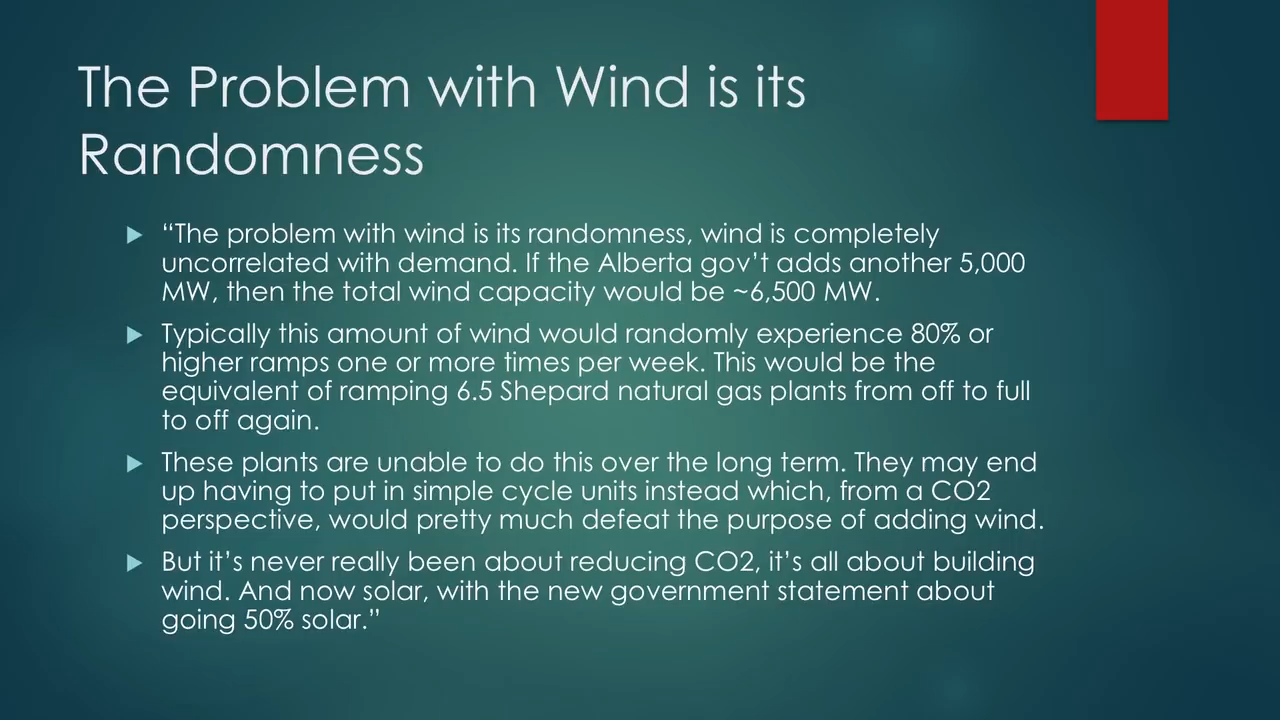 The Problem with Wind is its
Randomness
“The problem with wind is its randomness, wind is completely
uncorrelated with demand. If the Alberta gov’t adds another 5,000
MW, then the total wind capacity would be ~6,500 MW.
Typically this amount of wind would randomly experience 80% or
higher ramps one or more times per week. This would be the
equivalent of ramping 6.5 Shepard natural gas plants from off to full
to off again.
These plants are unable to do this over the long term. They may end
up having to put in simple cycle units instead which, from a CO2
perspective, would pretty much defeat the purpose of adding wind.
But it’s never really been about reducing CO2, it’s all about building
wind. And now solar, with the new government statement about
going 50% solar.”